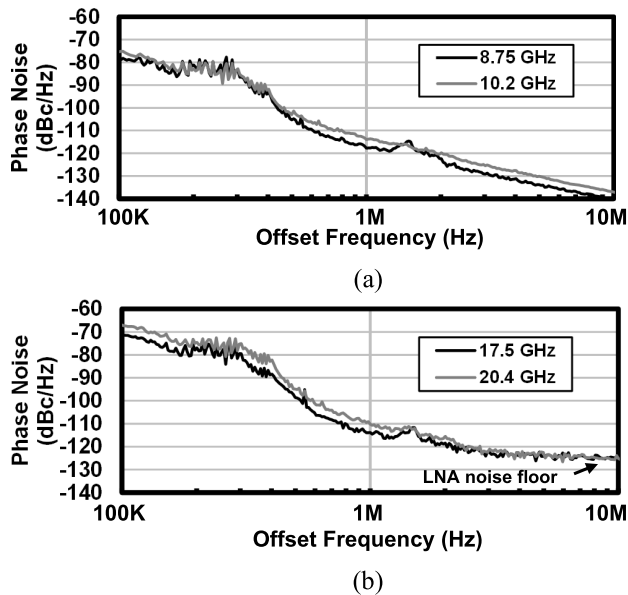 -60
-70
-80
-90
-100
-110
-120
-130
-140
Phase Noise
(dBc/Hz)
8.75 GHz
10.2 GHz
100K
1M
10M
Offset Frequency (Hz)
(a)
-60
-70
-80
-90
-100
-110
-120
-130
-140
Phase Noise
(dBc/Hz)
17.5 GHz
20.4 GHz
LNA noise floor
100K
1M
10M
Offset Frequency (Hz)
(b)